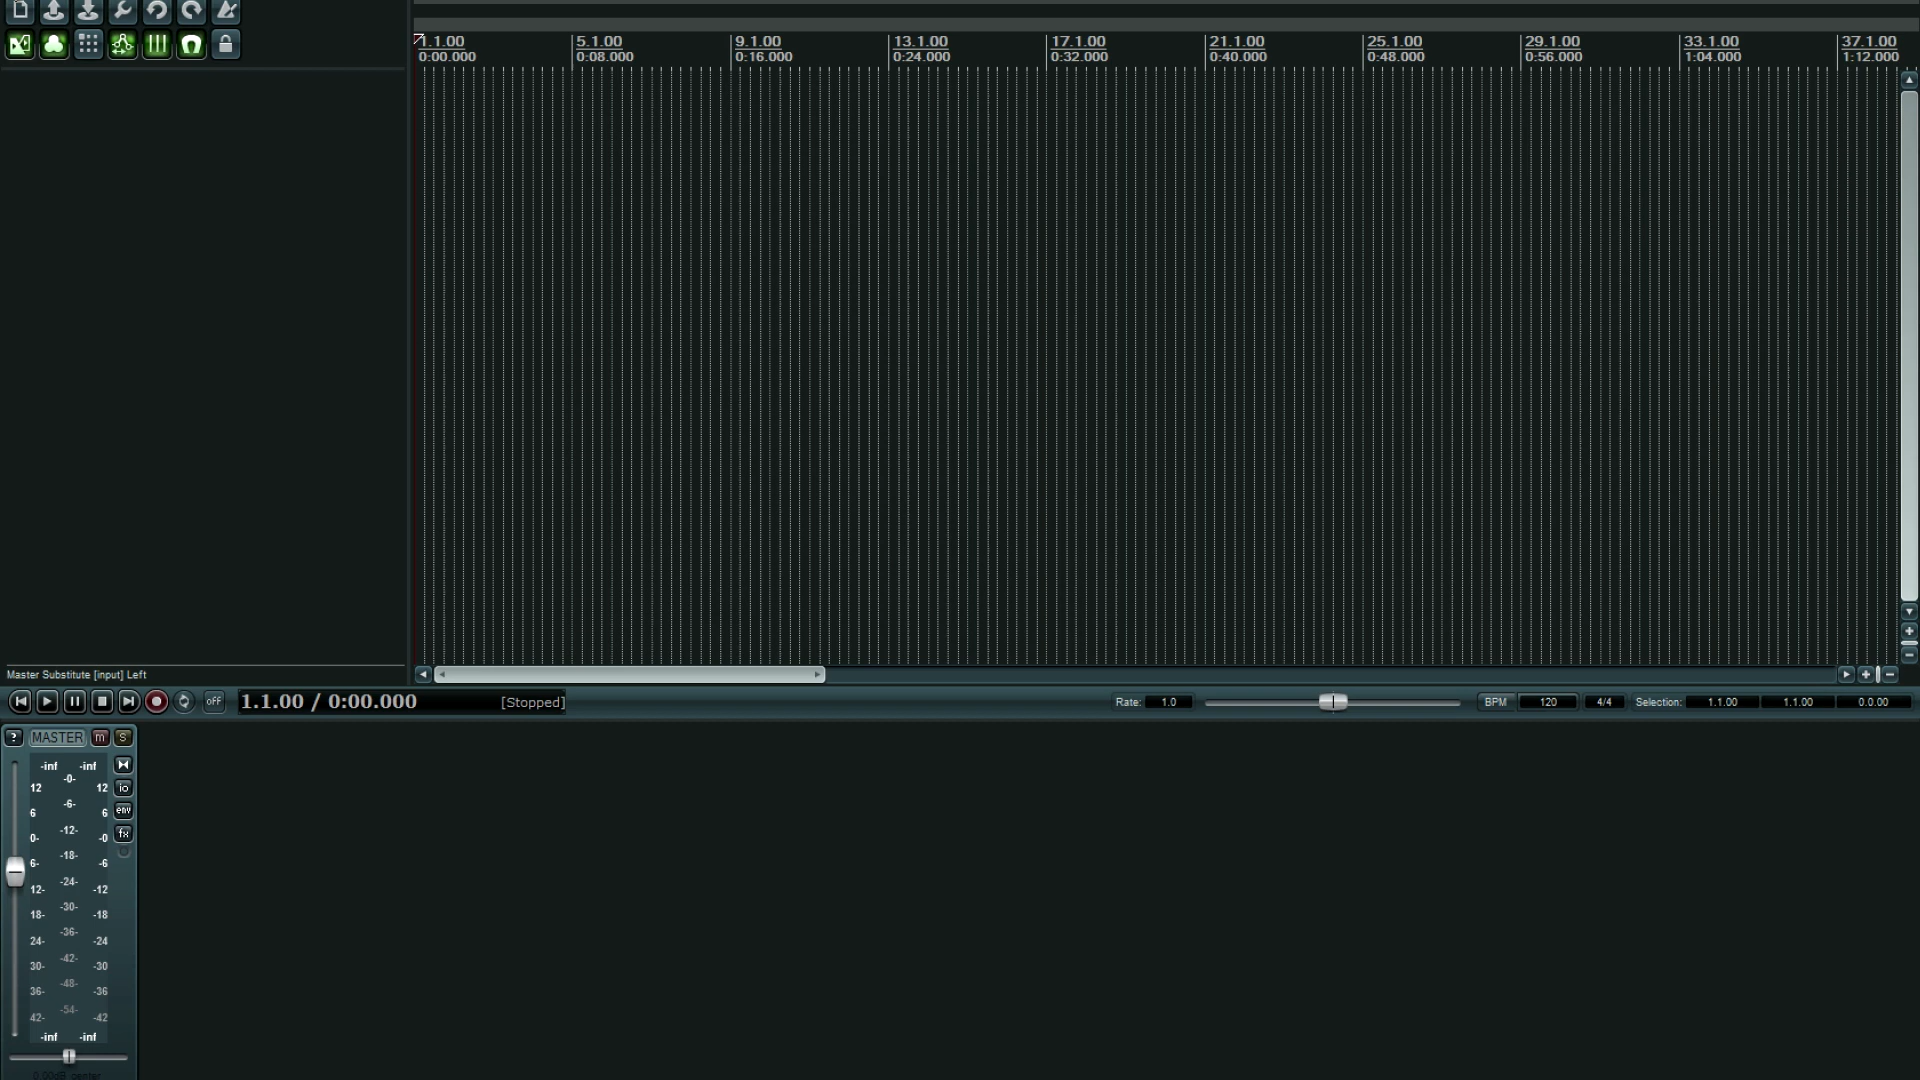 1.1.00 5.1.00 9.1.00 13.1.00 17.1.00 21.1.00 25.1.00 29.1.00 33.1.00 37.1.00
0:00.000 0:08.000 0:16.000 0:24.000 0:32.000 0:40.000 0:48.000 0:56.000 1:04.000 1:12.000
Master Substitute [input] Left
off 1.1.00 / 0:00.000 [Stopped] Rate: 1.0 BPM 120 4/4 Selection: 1.1.00 1.1.00 0.0.00
? MASTER m s
-inf -inf
-0-
12 12 io
-6-
6 6 env
-12-
0- -0 fx
-18-
6- -6
-24-
12- -12
-30-
18- -18
-36-
24- -24
-42-
30- -30
-48-
36- -36
-54-
42- -42
-inf -inf
0.00dB center